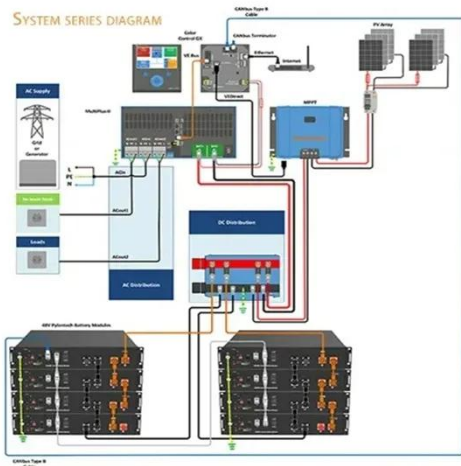 SYSTEM SERIES DIAGRAM
CANbus Type B
Cable
Color
Control GX
CANbus Terminator
PV Array
VE Bus
Ethernet
Internet
AC Supply
MultiPlus-II
VEDirect
MPPT
Grid
or
Generator
L
PE
N
ACin
ACout1
Loads
DC Distribution
ACout2
AC Distribution
48V Pylontech Battery Modules
CANbus Type B